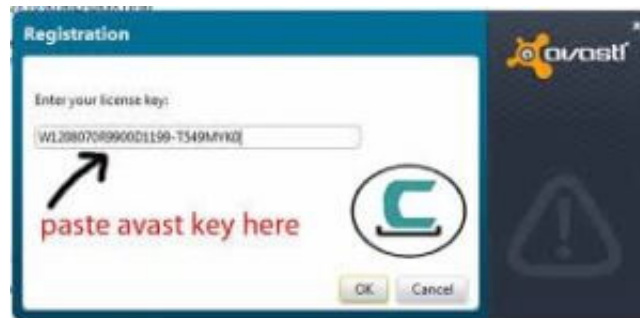 Registration
avast!
Enter your license key:
paste avast key here
OK Cancel